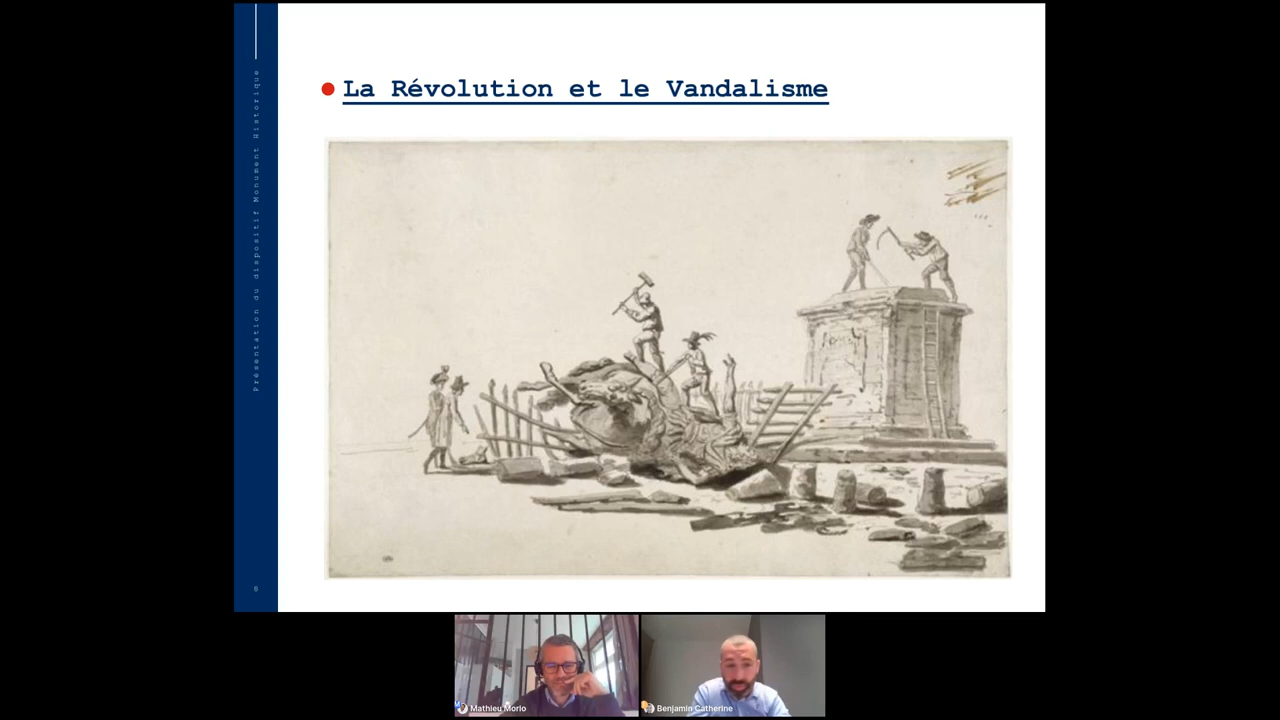 La Révolution et le Vandalisme
Présentation du dispositif Monument Historique
Mathieu Morio
Benjamin Catherine